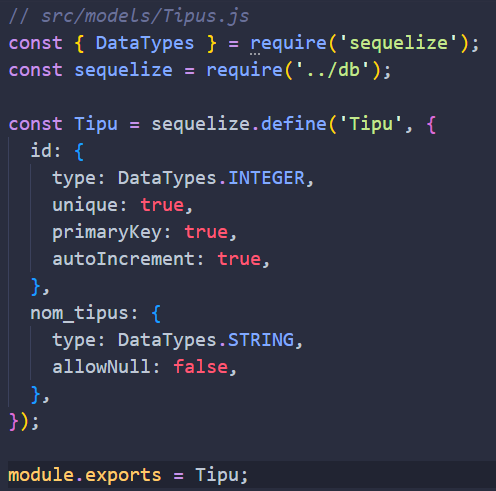 // src/models/Tipus.js
const { DataTypes } = require('sequelize');
const sequelize = require('../db');

const Tipu = sequelize.define('Tipu', {
  id: {
    type: DataTypes.INTEGER,
    unique: true,
    primaryKey: true,
    autoIncrement: true,
  },
  nom_tipus: {
    type: DataTypes.STRING,
    allowNull: false,
  },
});

module.exports = Tipu;